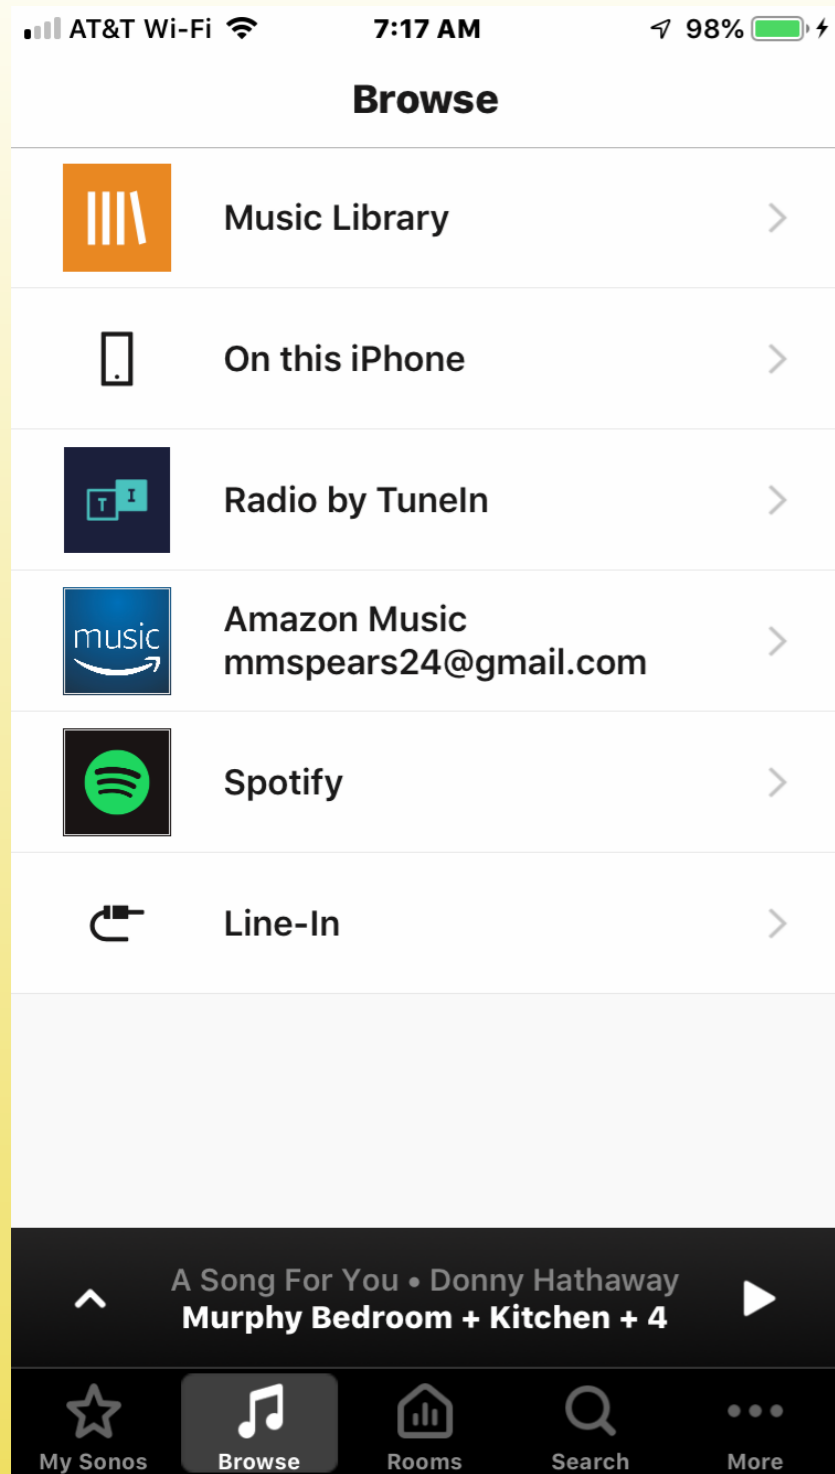 AT&T Wi-Fi 7:17 AM 98%
Browse
Music Library
On this iPhone
T I
Radio by TuneIn
music
Amazon Music
mmspears24@gmail.com
Spotify
Line-In
A Song For You • Donny Hathaway
Murphy Bedroom + Kitchen + 4
My Sonos Browse Rooms Search More